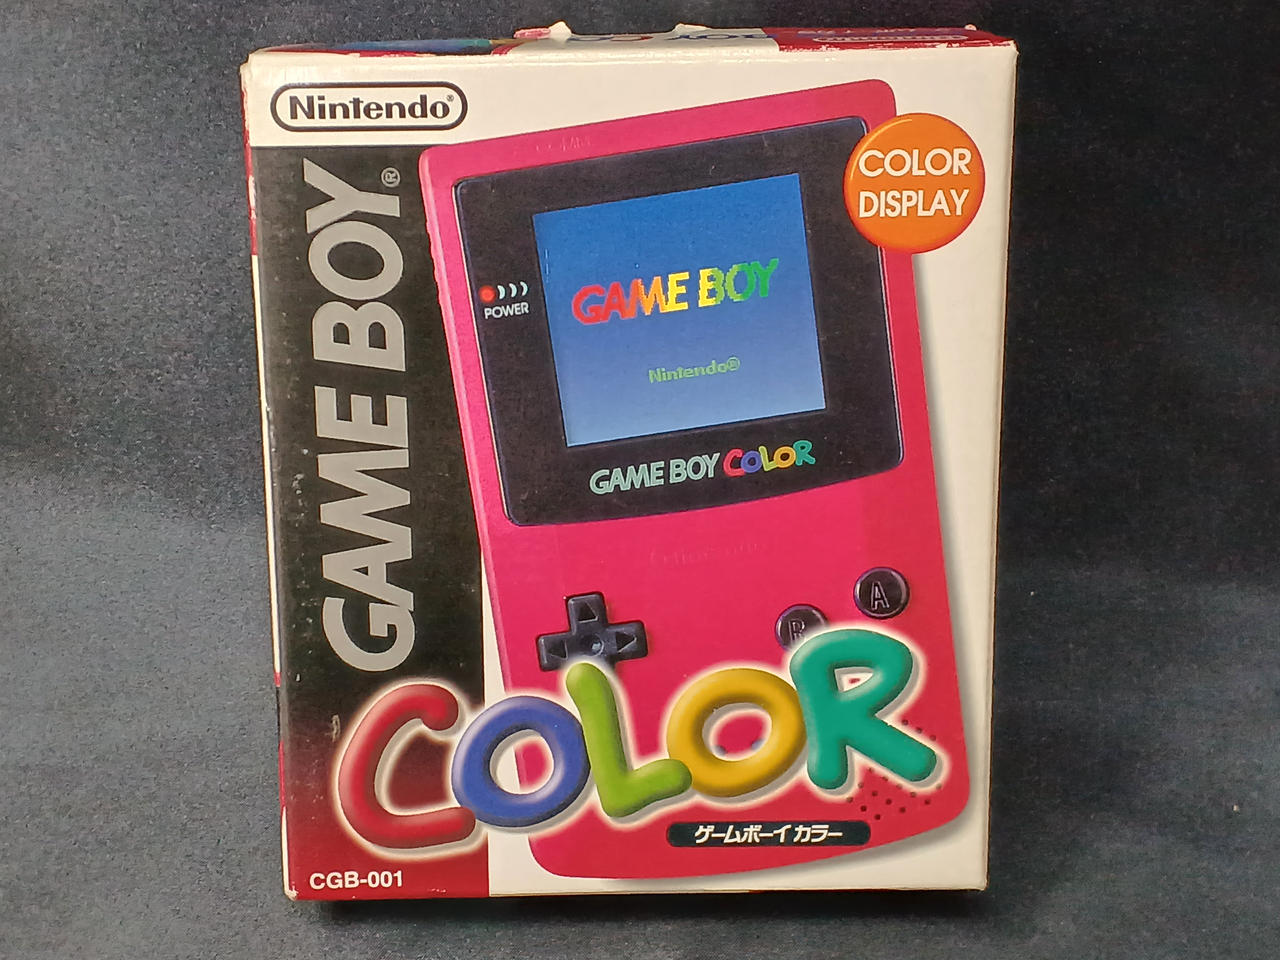 Nintendo®
GAME BOY®
COLOR
DISPLAY
POWER
GAME BOY
Nintendo®
GAME BOY COLOR
A
B
COLOR
ゲームボーイカラー
CGB-001